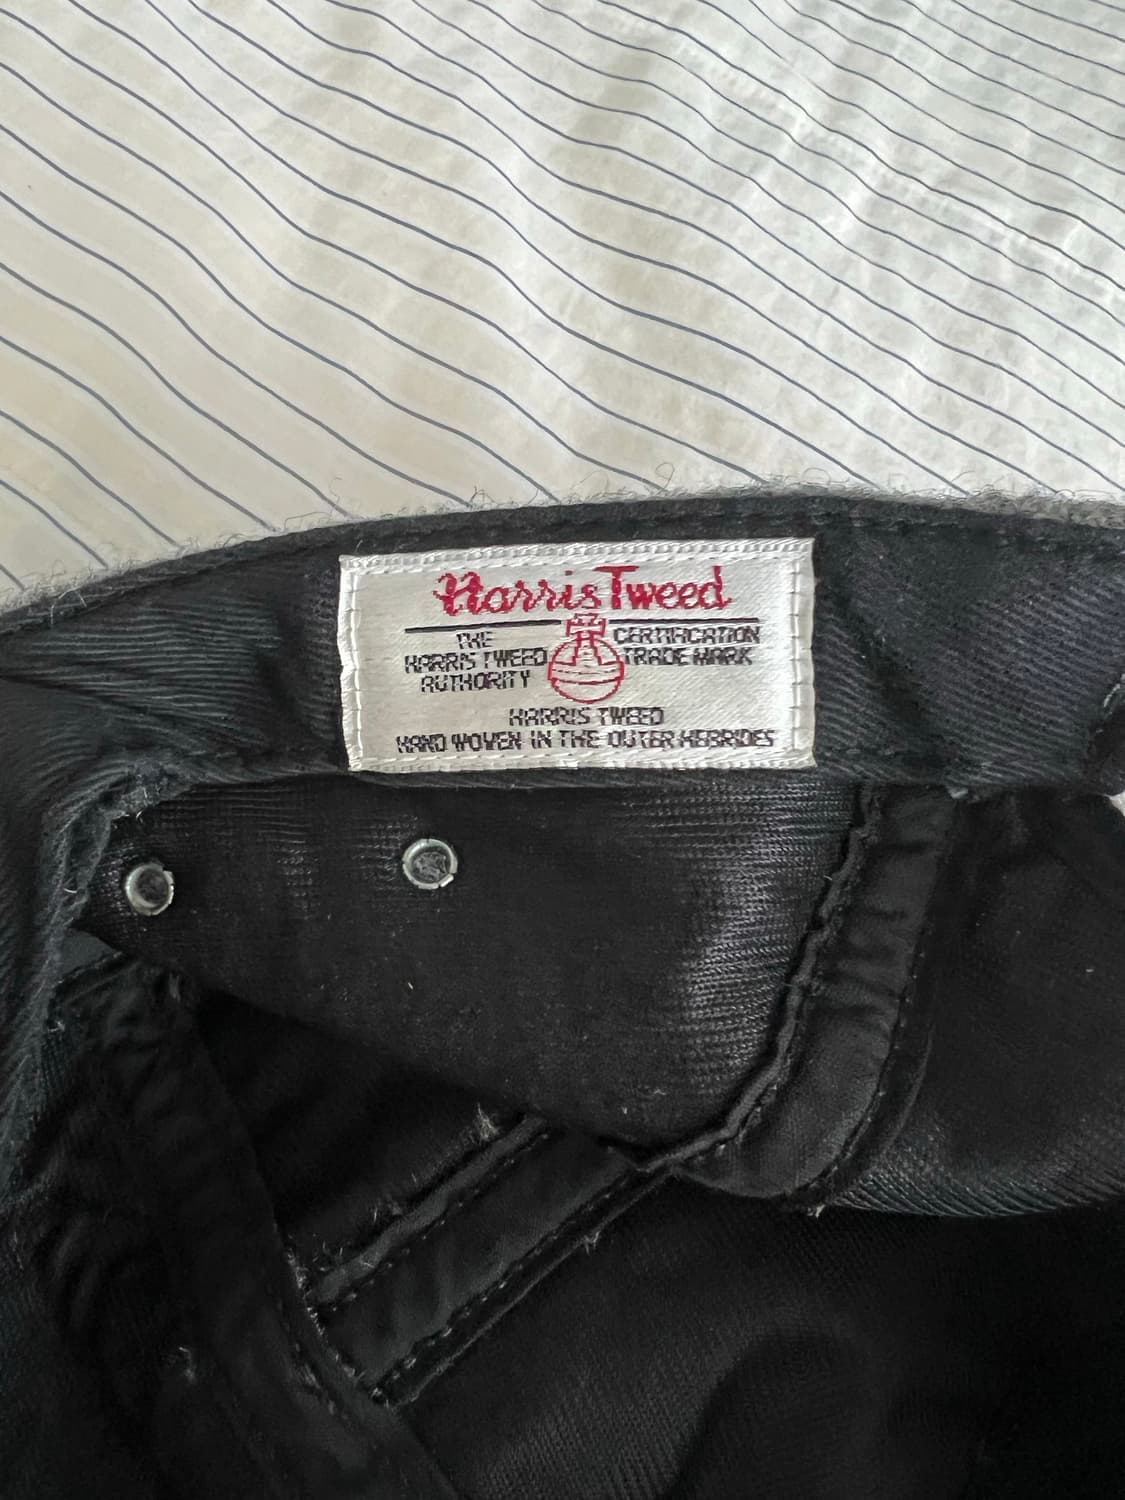 Harris Tweed
THE
HARRIS TWEED
AUTHORITY
CERTIFICATION
TRADE MARK
HARRIS TWEED
HAND WOVEN IN THE OUTER HEBRIDES